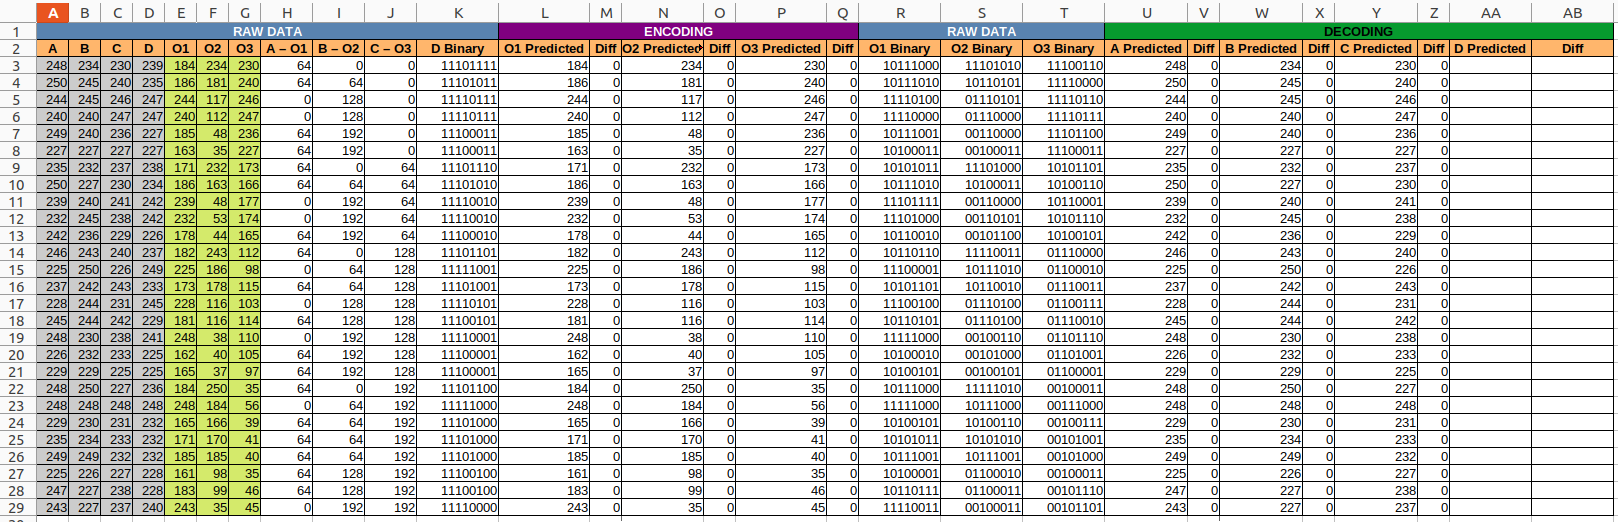 A B C D E F G H I J K L M N O P Q R S T U V W X Y Z AA AB
1 RAW DATA ENCODING RAW DATA DECODING
2 A B C D O1 O2 O3 A – O1 B – O2 C – O3 D Binary O1 Predicted Diff O2 Predicted Diff O3 Predicted Diff O1 Binary O2 Binary O3 Binary A Predicted Diff B Predicted Diff C Predicted Diff D Predicted Diff
3 248 234 230 239 184 234 230 64 0 0 11101111 184 0 234 0 230 0 10111000 11101010 11100110 248 0 234 0 230 0
4 250 245 240 235 186 181 240 64 64 0 11101011 186 0 181 0 240 0 10111010 10110101 11110000 250 0 245 0 240 0
5 244 245 246 247 244 117 246 0 128 0 11110111 244 0 117 0 246 0 11110100 01110101 11110110 244 0 245 0 246 0
6 240 240 247 247 240 112 247 0 128 0 11110111 240 0 112 0 247 0 11110000 01110000 11110111 240 0 240 0 247 0
7 249 240 236 227 185 48 236 64 192 0 11100011 185 0 48 0 236 0 10111001 00110000 11101100 249 0 240 0 236 0
8 227 227 227 227 163 35 227 64 192 0 11100011 163 0 35 0 227 0 10100011 00100011 11100011 227 0 227 0 227 0
9 235 232 237 238 171 232 173 64 0 64 11101110 171 0 232 0 173 0 10101011 11101000 10101101 235 0 232 0 237 0
10 250 227 230 234 186 163 166 64 64 64 11101010 186 0 163 0 166 0 10111010 10100011 10100110 250 0 227 0 230 0
11 239 240 241 242 239 48 177 0 192 64 11110010 239 0 48 0 177 0 11101111 00110000 10110001 239 0 240 0 241 0
12 232 245 238 242 232 53 174 0 192 64 11110010 232 0 53 0 174 0 11101000 00110101 10101110 232 0 245 0 238 0
13 242 236 229 226 178 44 165 64 192 64 11100010 178 0 44 0 165 0 10110010 00101100 10100101 242 0 236 0 229 0
14 246 243 240 237 182 243 112 64 0 128 11101101 182 0 243 0 112 0 10110110 11110011 01110000 246 0 243 0 240 0
15 225 250 226 249 225 186 98 0 64 128 11111001 225 0 186 0 98 0 11100001 10111010 01100010 225 0 250 0 226 0
16 237 242 243 233 173 178 115 64 64 128 11101001 173 0 178 0 115 0 10101101 10110010 01110011 237 0 242 0 243 0
17 228 244 231 245 228 116 103 0 128 128 11110101 228 0 116 0 103 0 11100100 01110100 01100111 228 0 244 0 231 0
18 245 244 242 229 181 116 114 64 128 128 11100101 181 0 116 0 114 0 10110101 01110100 01110010 245 0 244 0 242 0
19 248 230 238 241 248 38 110 0 192 128 11110001 248 0 38 0 110 0 11111000 00100110 01101110 248 0 230 0 238 0
20 226 232 233 225 162 40 105 64 192 128 11100001 162 0 40 0 105 0 10100010 00101000 01101001 226 0 232 0 233 0
21 229 229 225 225 165 37 97 64 192 128 11100001 165 0 37 0 97 0 10100101 00100101 01100001 229 0 229 0 225 0
22 248 250 227 236 184 250 35 64 0 192 11101100 184 0 250 0 35 0 10111000 11111010 00100011 248 0 250 0 227 0
23 248 248 248 248 248 184 56 0 64 192 11111000 248 0 184 0 56 0 11111000 10111000 00111000 248 0 248 0 248 0
24 229 230 231 232 165 166 39 64 64 192 11101000 165 0 166 0 39 0 10100101 10100110 00100111 229 0 230 0 231 0
25 235 234 233 232 171 170 41 64 64 192 11101000 171 0 170 0 41 0 10101011 10101010 00101001 235 0 234 0 233 0
26 249 249 232 232 185 185 40 64 64 192 11101000 185 0 185 0 40 0 10111001 10111001 00101000 249 0 249 0 232 0
27 225 226 227 228 161 98 35 64 128 192 11100100 161 0 98 0 35 0 10100001 01100010 00100011 225 0 226 0 227 0
28 247 227 238 228 183 99 46 64 128 192 11100100 183 0 99 0 46 0 10110111 01100011 00101110 247 0 227 0 238 0
29 243 227 237 240 243 35 45 0 192 192 11110000 243 0 35 0 45 0 11110011 00100011 00101101 243 0 227 0 237 0